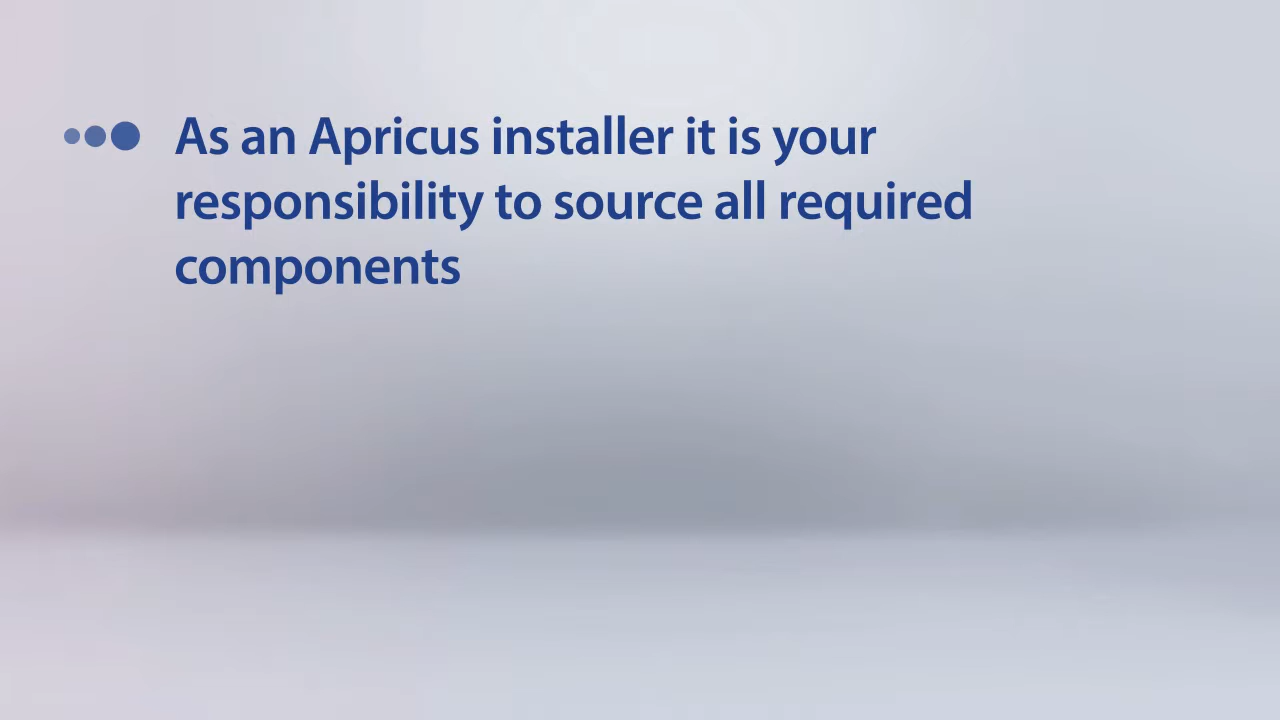 As an Apricus installer it is your
responsibility to source all required
components